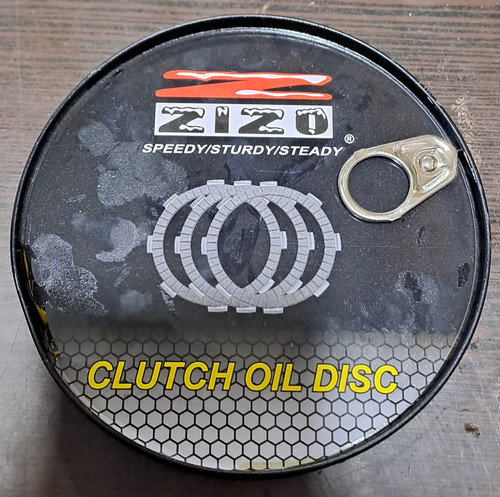 ZIZO
®
SPEEDY/STURDY/STEADY
CLUTCH OIL DISC